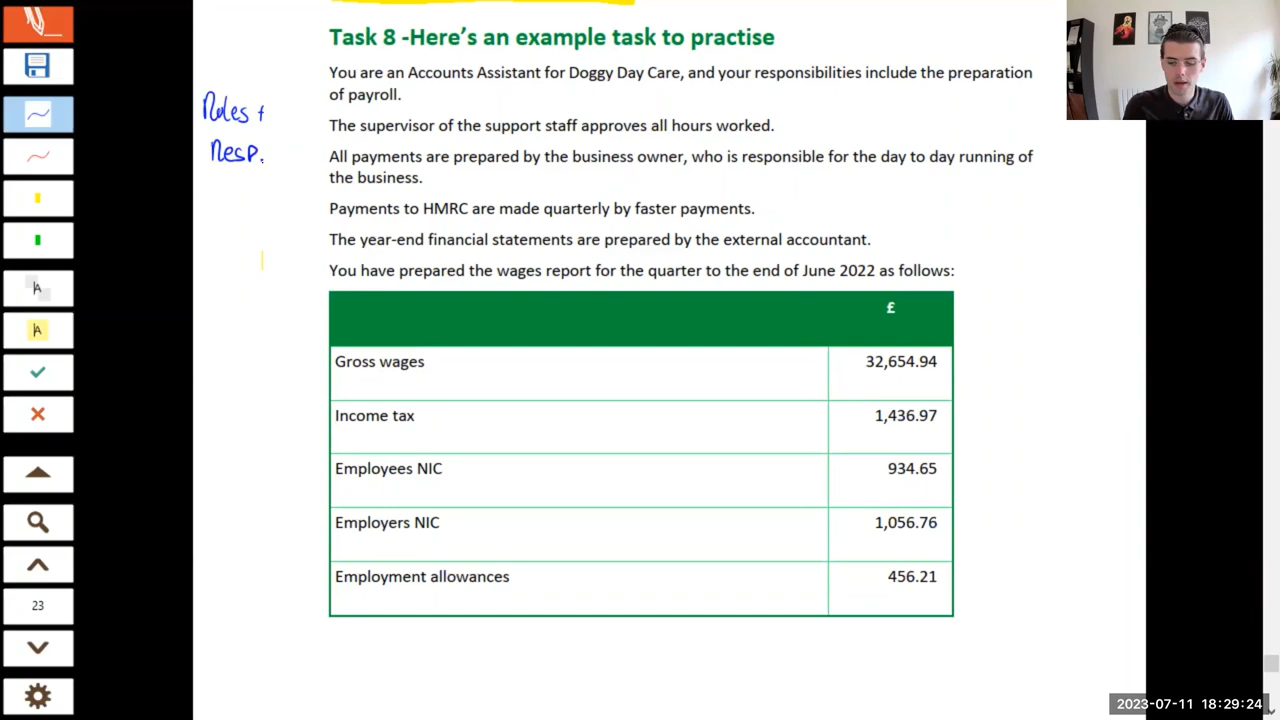 Task 8 -Here's an example task to practise
You are an Accounts Assistant for Doggy Day Care, and your responsibilities include the preparation
of payroll.
Roles +
Resp.
The supervisor of the support staff approves all hours worked.
All payments are prepared by the business owner, who is responsible for the day to day running of
the business.
Payments to HMRC are made quarterly by faster payments.
The year-end financial statements are prepared by the external accountant.
You have prepared the wages report for the quarter to the end of June 2022 as follows:
£
Gross wages 32,654.94
Income tax 1,436.97
Employees NIC 934.65
Employers NIC 1,056.76
Employment allowances 456.21
A
A
23
2023-07-11 18:29:24